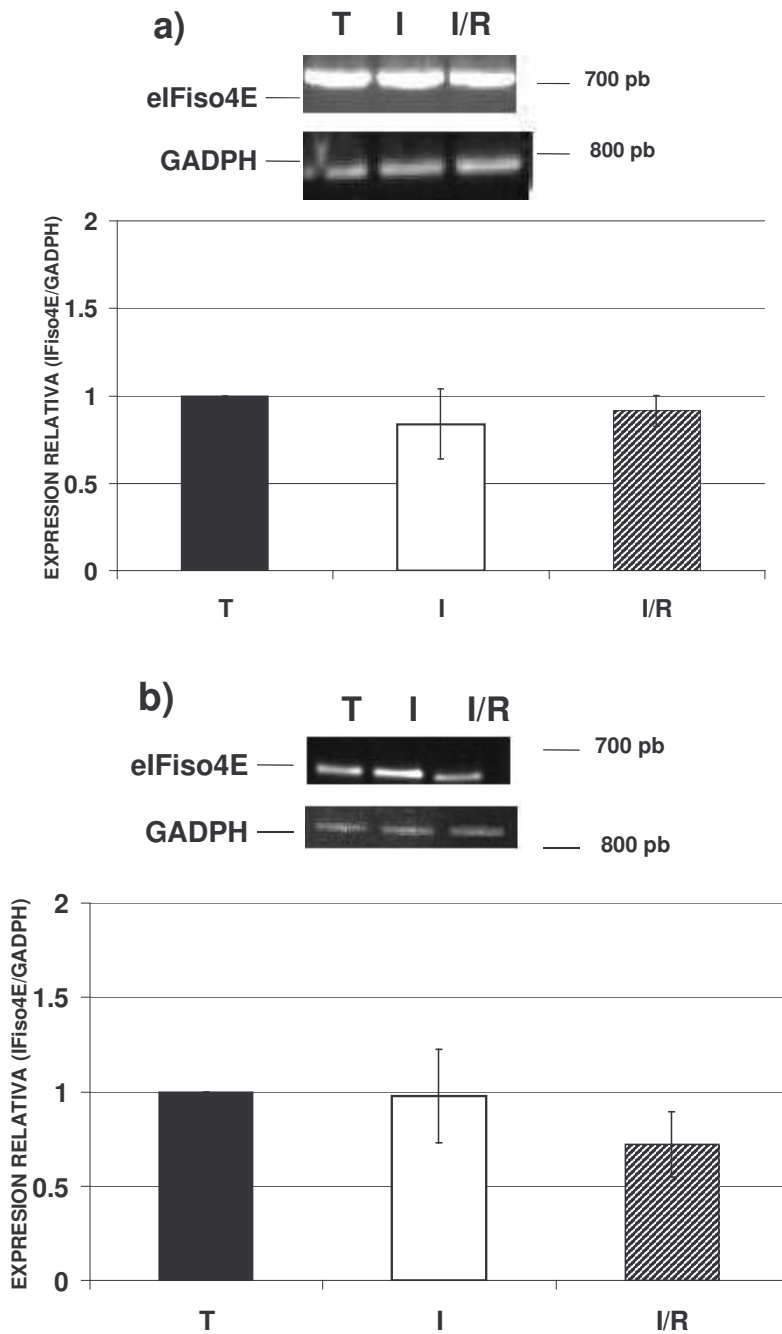 a)
T I I/R
eIFiso4E
700 pb
GADPH
800 pb
EXPRESION RELATIVA (IFiso4E/GADPH)
2
1.5
1
0.5
0
T I I/R
b)
T I I/R
eIFiso4E
700 pb
GADPH
800 pb
EXPRESION RELATIVA (IFiso4E/GADPH)
2
1.5
1
0.5
0
T I I/R